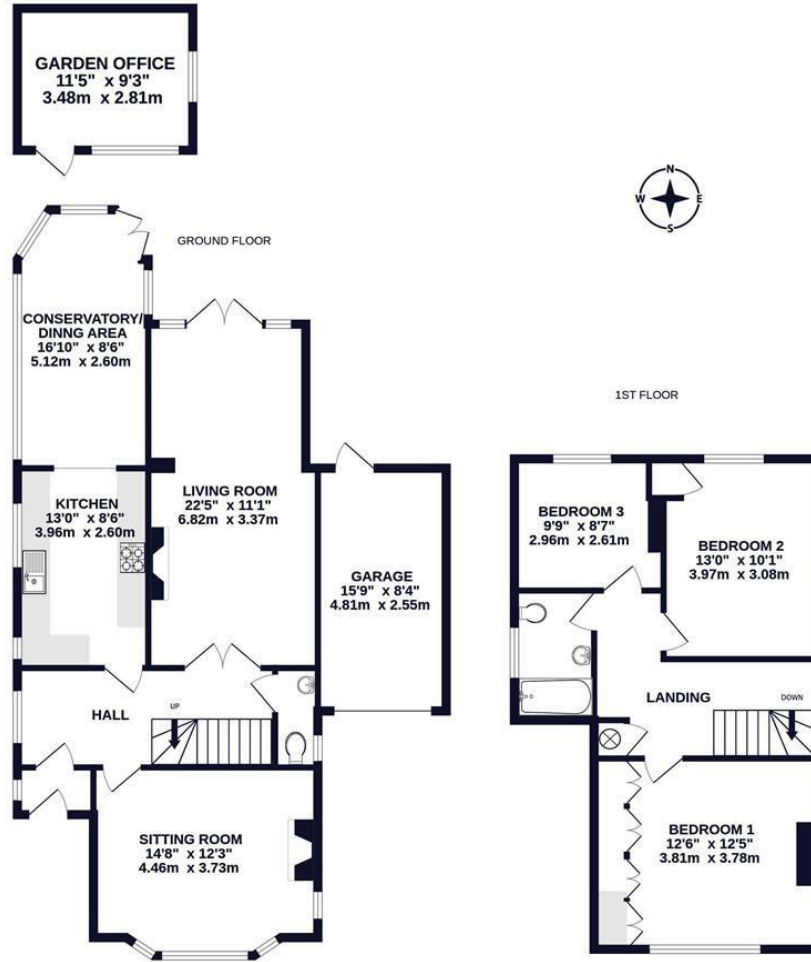 GARDEN OFFICE
11'5" x 9'3"
3.48m x 2.81m
N
W E
S
GROUND FLOOR
CONSERVATORY/
DINNG AREA
16'10" x 8'6"
5.12m x 2.60m
1ST FLOOR
KITCHEN
13'0" x 8'6"
3.96m x 2.60m
LIVING ROOM
22'5" x 11'1"
6.82m x 3.37m
GARAGE
15'9" x 8'4"
4.81m x 2.55m
BEDROOM 3
9'9" x 8'7"
2.96m x 2.61m
BEDROOM 2
13'0" x 10'1"
3.97m x 3.08m
HALL
UP
LANDING
DOWN
SITTING ROOM
14'8" x 12'3"
4.46m x 3.73m
BEDROOM 1
12'6" x 12'5"
3.81m x 3.78m